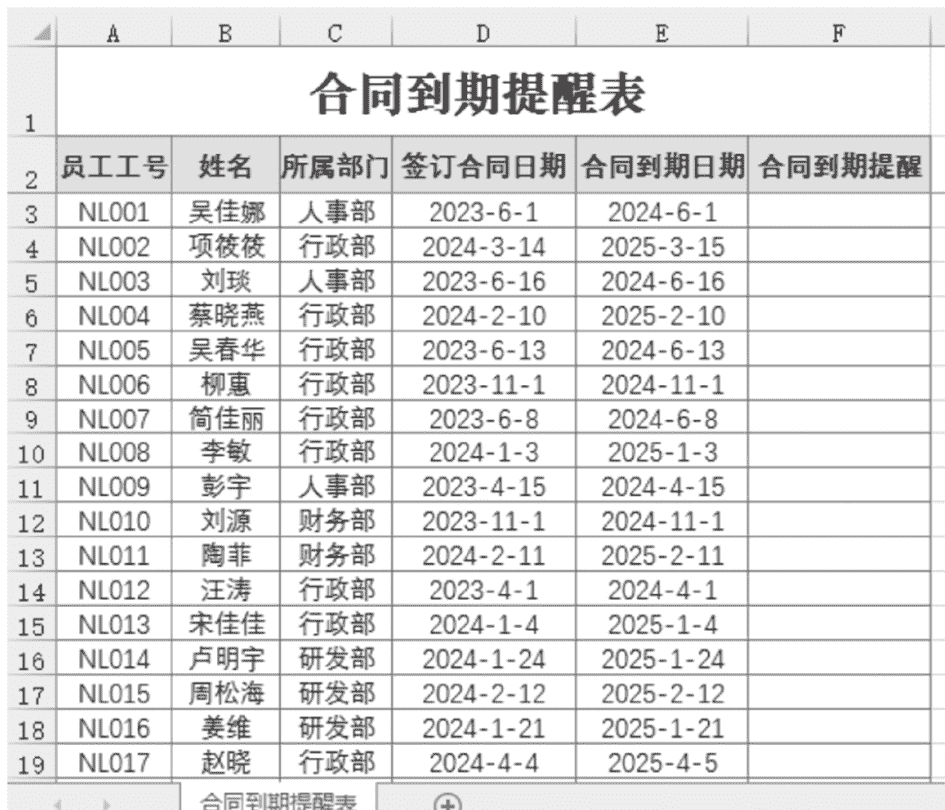 A B C D E F
1 合同到期提醒表
2 员工工号 姓名 所属部门 签订合同日期 合同到期日期 合同到期提醒
3 NL001 吴佳娜 人事部 2023-6-1 2024-6-1
4 NL002 项筱筱 行政部 2024-3-14 2025-3-15
5 NL003 刘琰 人事部 2023-6-16 2024-6-16
6 NL004 蔡晓燕 行政部 2024-2-10 2025-2-10
7 NL005 吴春华 行政部 2023-6-13 2024-6-13
8 NL006 柳惠 行政部 2023-11-1 2024-11-1
9 NL007 简佳丽 行政部 2023-6-8 2024-6-8
10 NL008 李敏 行政部 2024-1-3 2025-1-3
11 NL009 彭宇 人事部 2023-4-15 2024-4-15
12 NL010 刘源 财务部 2023-11-1 2024-11-1
13 NL011 陶菲 财务部 2024-2-11 2025-2-11
14 NL012 汪涛 行政部 2023-4-1 2024-4-1
15 NL013 宋佳佳 行政部 2024-1-4 2025-1-4
16 NL014 卢明宇 研发部 2024-1-24 2025-1-24
17 NL015 周松海 研发部 2024-2-12 2025-2-12
18 NL016 姜维 研发部 2024-1-21 2025-1-21
19 NL017 赵晓 行政部 2024-4-4 2025-4-5
合同到期提醒表